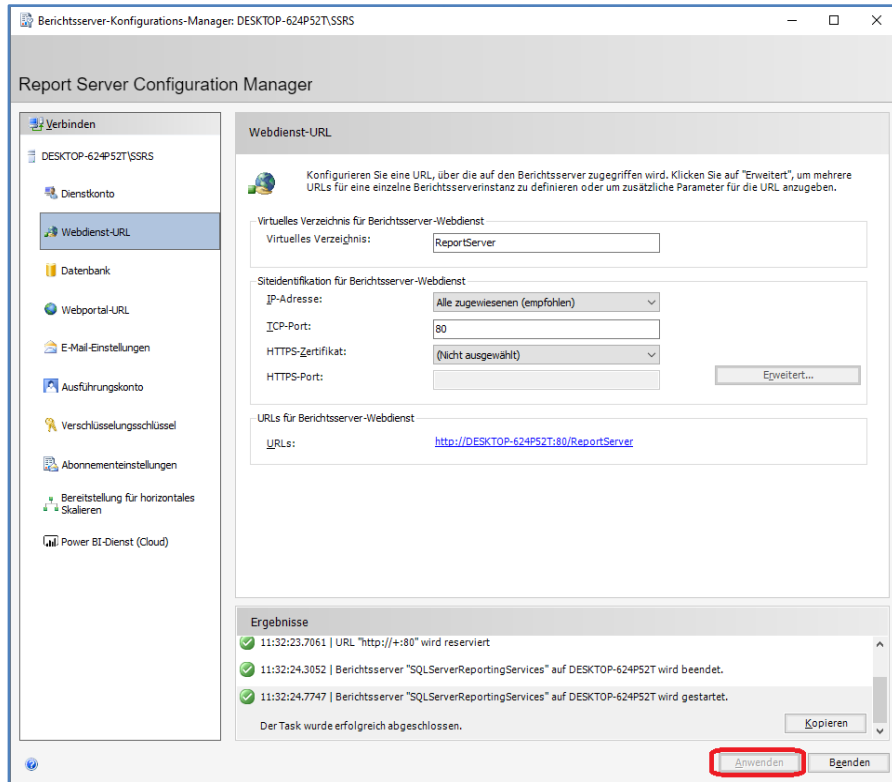 Berichtsserver-Konfigurations-Manager: DESKTOP-624P52T\SSRS
Report Server Configuration Manager
Verbinden
DESKTOP-624P52T\SSRS
Dienstkonto
Webdienst-URL
Datenbank
Webportal-URL
E-Mail-Einstellungen
Ausführungskonto
Verschlüsselungsschlüssel
Abonnementeinstellungen
Bereitstellung für horizontales
Skalieren
Power BI-Dienst (Cloud)
Webdienst-URL
Konfigurieren Sie eine URL, über die auf den Berichtsserver zugegriffen wird. Klicken Sie auf "Erweitert", um mehrere
URLs für eine einzelne Berichtsserverinstanz zu definieren oder um zusätzliche Parameter für die URL anzugeben.
Virtuelles Verzeichnis für Berichtsserver-Webdienst
Virtuelles Verzeichnis: ReportServer
Siteidentifikation für Berichtsserver-Webdienst
IP-Adresse: Alle zugewiesenen (empfohlen)
TCP-Port: 80
HTTPS-Zertifikat: (Nicht ausgewählt)
HTTPS-Port:
Erweitert...
URLs für Berichtsserver-Webdienst
URLs: http://DESKTOP-624P52T:80/ReportServer
Ergebnisse
11:32:23.7061 | URL "http://+:80" wird reserviert
11:32:24.3052 | Berichtsserver "SQLServerReportingServices" auf DESKTOP-624P52T wird beendet.
11:32:24.7747 | Berichtsserver "SQLServerReportingServices" auf DESKTOP-624P52T wird gestartet.
Der Task wurde erfolgreich abgeschlossen.
Kopieren
Anwenden
Beenden